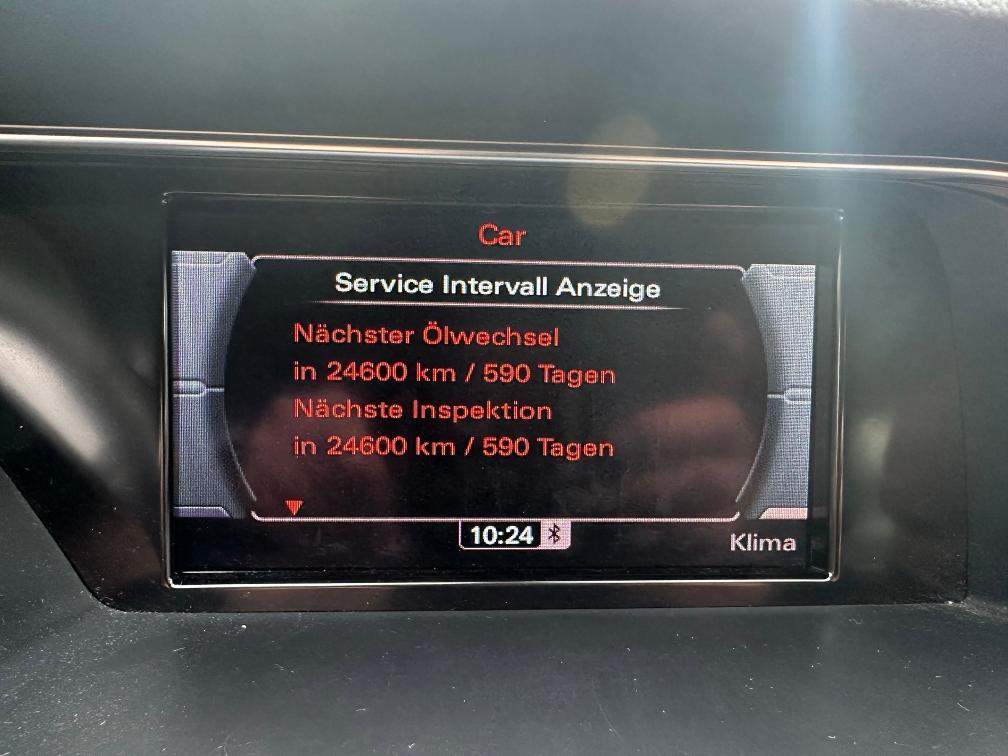 Car
Service Intervall Anzeige
Nächster Ölwechsel
in 24600 km / 590 Tagen
Nächste Inspektion
in 24600 km / 590 Tagen
10:24
Klima